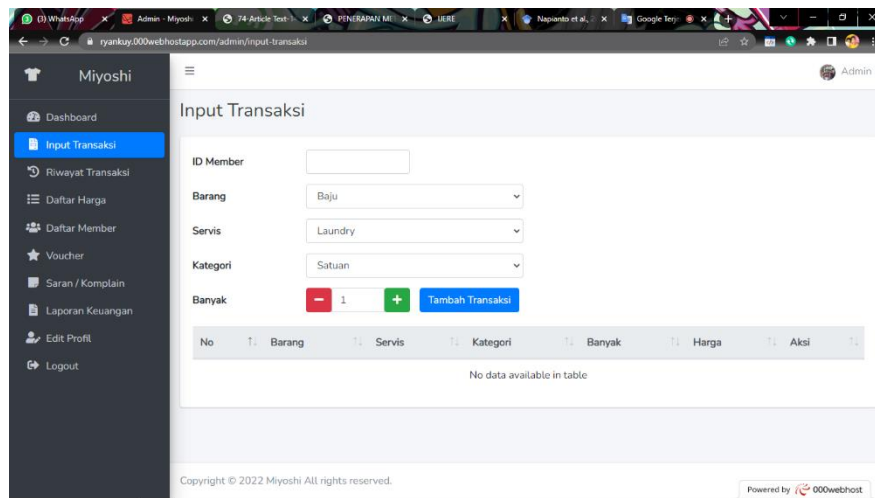 (3) WhatsApp
Admin - Miyoshi
74-Article Text-1
PENERAPAN ME
UERE
Napianto et al., 2
Google Terje
ryankuy.000webhostapp.com/admin/input-transaksi
Miyoshi
Admin
Dashboard
Input Transaksi
Riwayat Transaksi
Daftar Harga
Daftar Member
Voucher
Saran / Komplain
Laporan Keuangan
Edit Profil
Logout
Input Transaksi
ID Member
Barang Baju
Servis Laundry
Kategori Satuan
Banyak 1 Tambah Transaksi
No Barang Servis Kategori Banyak Harga Aksi
No data available in table
Copyright © 2022 Miyoshi All rights reserved.
Powered by 000webhost